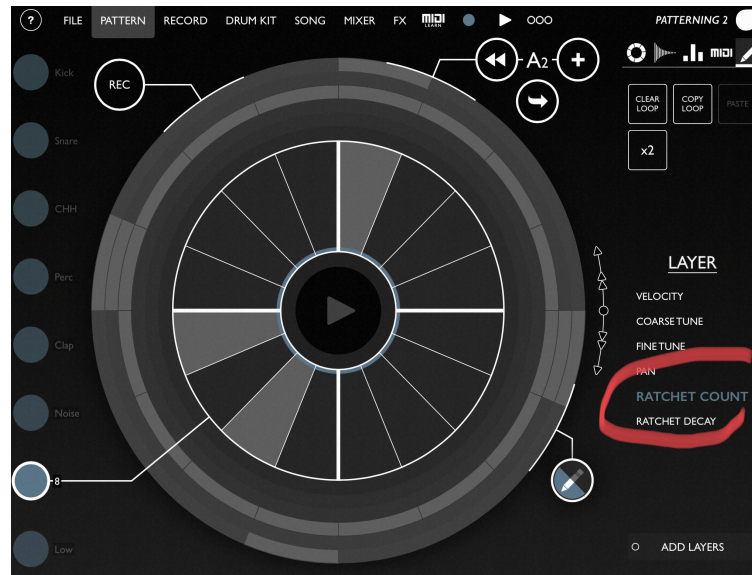 ?
FILE
PATTERN
RECORD
DRUM KIT
SONG
MIXER
FX
MIDI
LEARN
PATTERNING 2
Kick
REC
A2
+
MIDI
CLEAR
LOOP
COPY
LOOP
PASTE
x2
Snare
CHH
Perc
Clap
Noise
8
Low
LAYER
VELOCITY
COARSE TUNE
FINE TUNE
PAN
RATCHET COUNT
RATCHET DECAY
ADD LAYERS